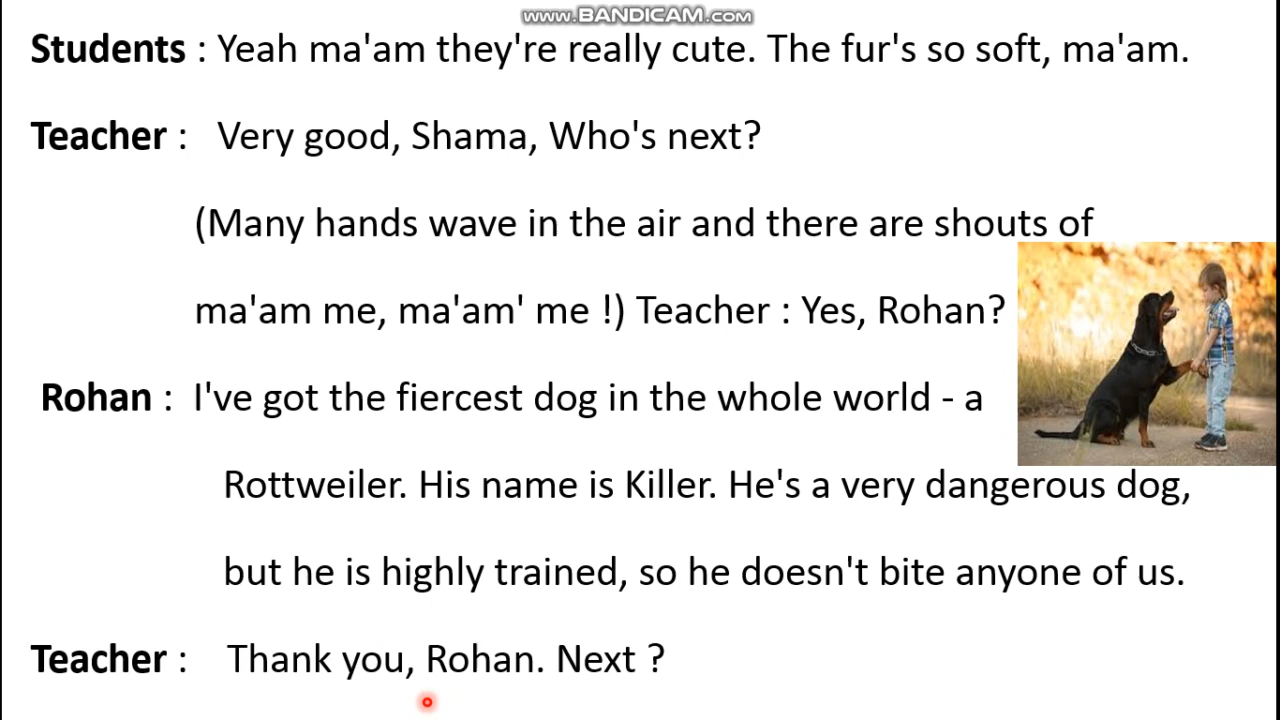 www.BANDICAM.com
Students : Yeah ma'am they're really cute. The fur's so soft, ma'am.
Teacher : Very good, Shama, Who's next?
(Many hands wave in the air and there are shouts of
ma'am me, ma'am' me !) Teacher : Yes, Rohan?
Rohan : I've got the fiercest dog in the whole world - a
Rottweiler. His name is Killer. He's a very dangerous dog,
but he is highly trained, so he doesn't bite anyone of us.
Teacher : Thank you, Rohan. Next ?